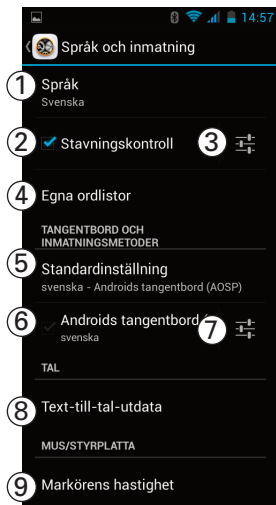 14:57
Språk och inmatning
1 Språk
Svenska
2 Stavningskontroll 3
4 Egna ordlistor
TANGENTBORD OCH
INMATNINGSMETODER
5 Standardinställning
svenska - Androids tangentbord (AOSP)
6 Androids tangentbord ( 7
svenska
TAL
8 Text-till-tal-utdata
MUS/STYRPLATTA
9 Markörens hastighet